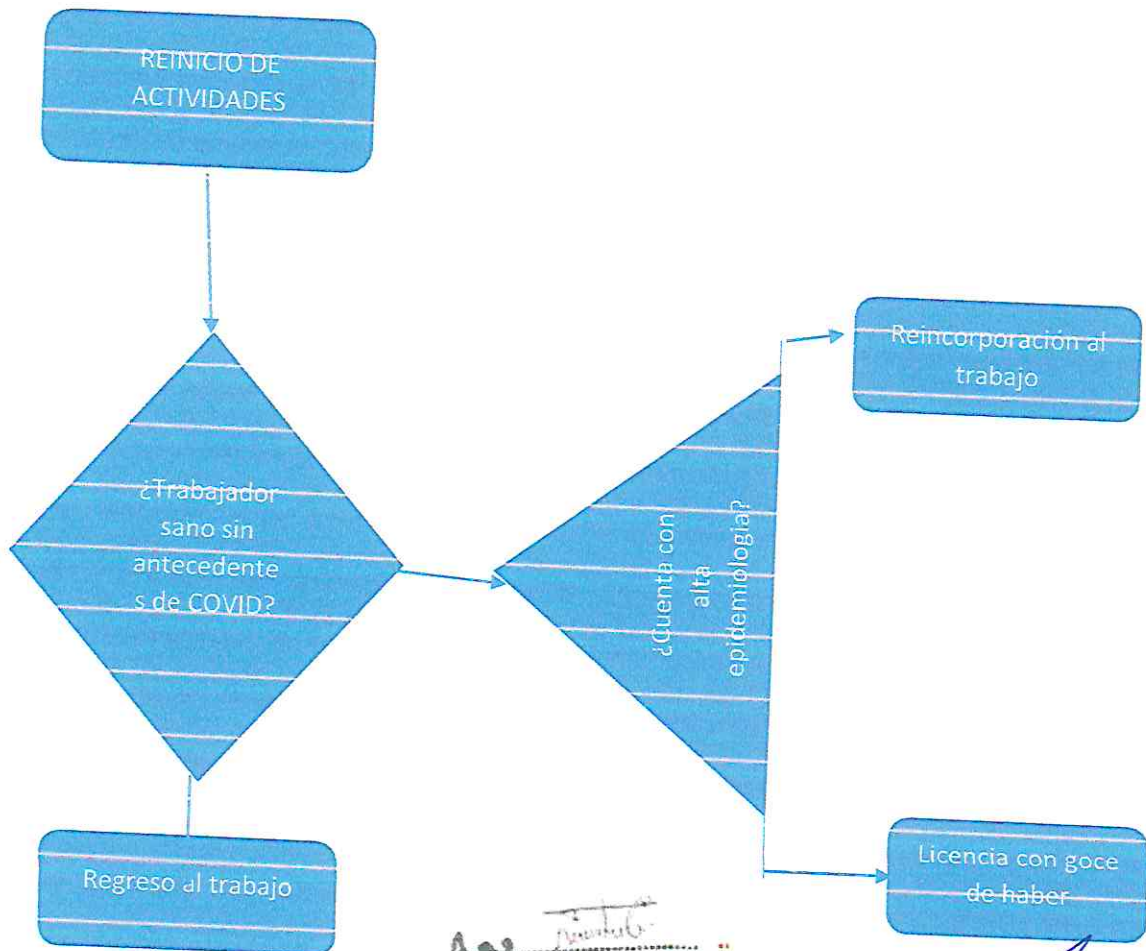 REINICIO DE
ACTIVIDADES
¿Trabajador
sano sin
antecedente
s de COVID?
Regreso al trabajo
¿Cuenta con
alta
epidemiologia?
Reincorporación al
trabajo
Licencia con goce
de haber